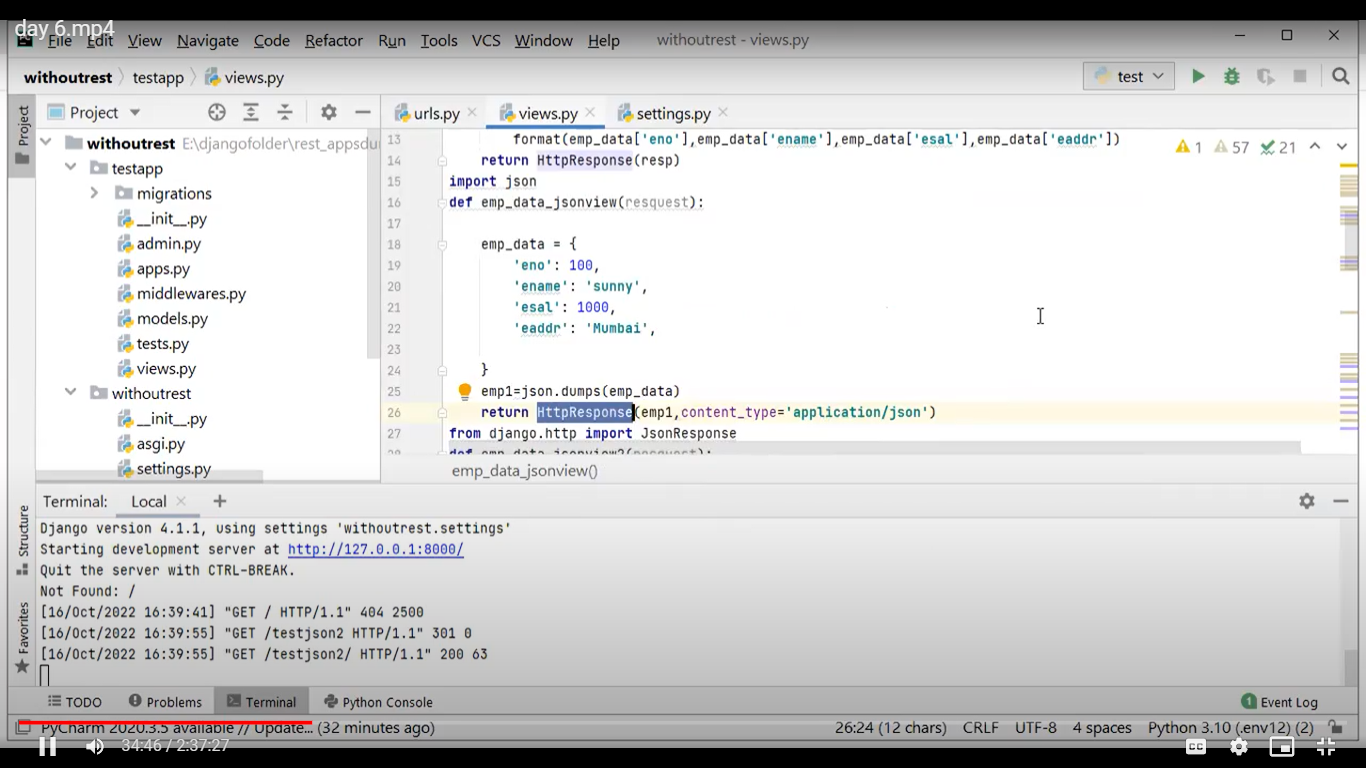 day 6.mp4
File Edit View Navigate Code Refactor Run Tools VCS Window Help withoutrest - views.py
withoutrest testapp views.py test
Project
Project
urls.py views.py settings.py
withoutrest E:\djangofolder\rest_appsdu
testapp
migrations
__init__.py
admin.py
apps.py
middlewares.py
models.py
tests.py
views.py
withoutrest
__init__.py
asgi.py
settings.py
1 57 21
13 format(emp_data['eno'],emp_data['ename'],emp_data['esal'],emp_data['eaddr'])
14 return HttpResponse(resp)
15 import json
16 def emp_data_jsonview(resquest):
17
18 emp_data = {
19 'eno': 100,
20 'ename': 'sunny',
21 'esal': 1000,
22 'eaddr': 'Mumbai',
23
24 }
25 emp1=json.dumps(emp_data)
26 return HttpResponse(emp1,content_type='application/json')
27 from django.http import JsonResponse
28 def emp_data_jsonview2(resquest):
emp_data_jsonview()
Structure
Favorites
Terminal: Local
Django version 4.1.1, using settings 'withoutrest.settings'
Starting development server at http://127.0.0.1:8000/
Quit the server with CTRL-BREAK.
Not Found: /
[16/Oct/2022 16:39:41] "GET / HTTP/1.1" 404 2500
[16/Oct/2022 16:39:55] "GET /testjson2 HTTP/1.1" 301 0
[16/Oct/2022 16:39:55] "GET /testjson2/ HTTP/1.1" 200 63
TODO Problems Terminal Python Console 1 Event Log
PyCharm 2020.3.5 available // Update... (32 minutes ago) 26:24 (12 chars) CRLF UTF-8 4 spaces Python 3.10 (.env12) (2)
34:46 / 2:37:27 CC